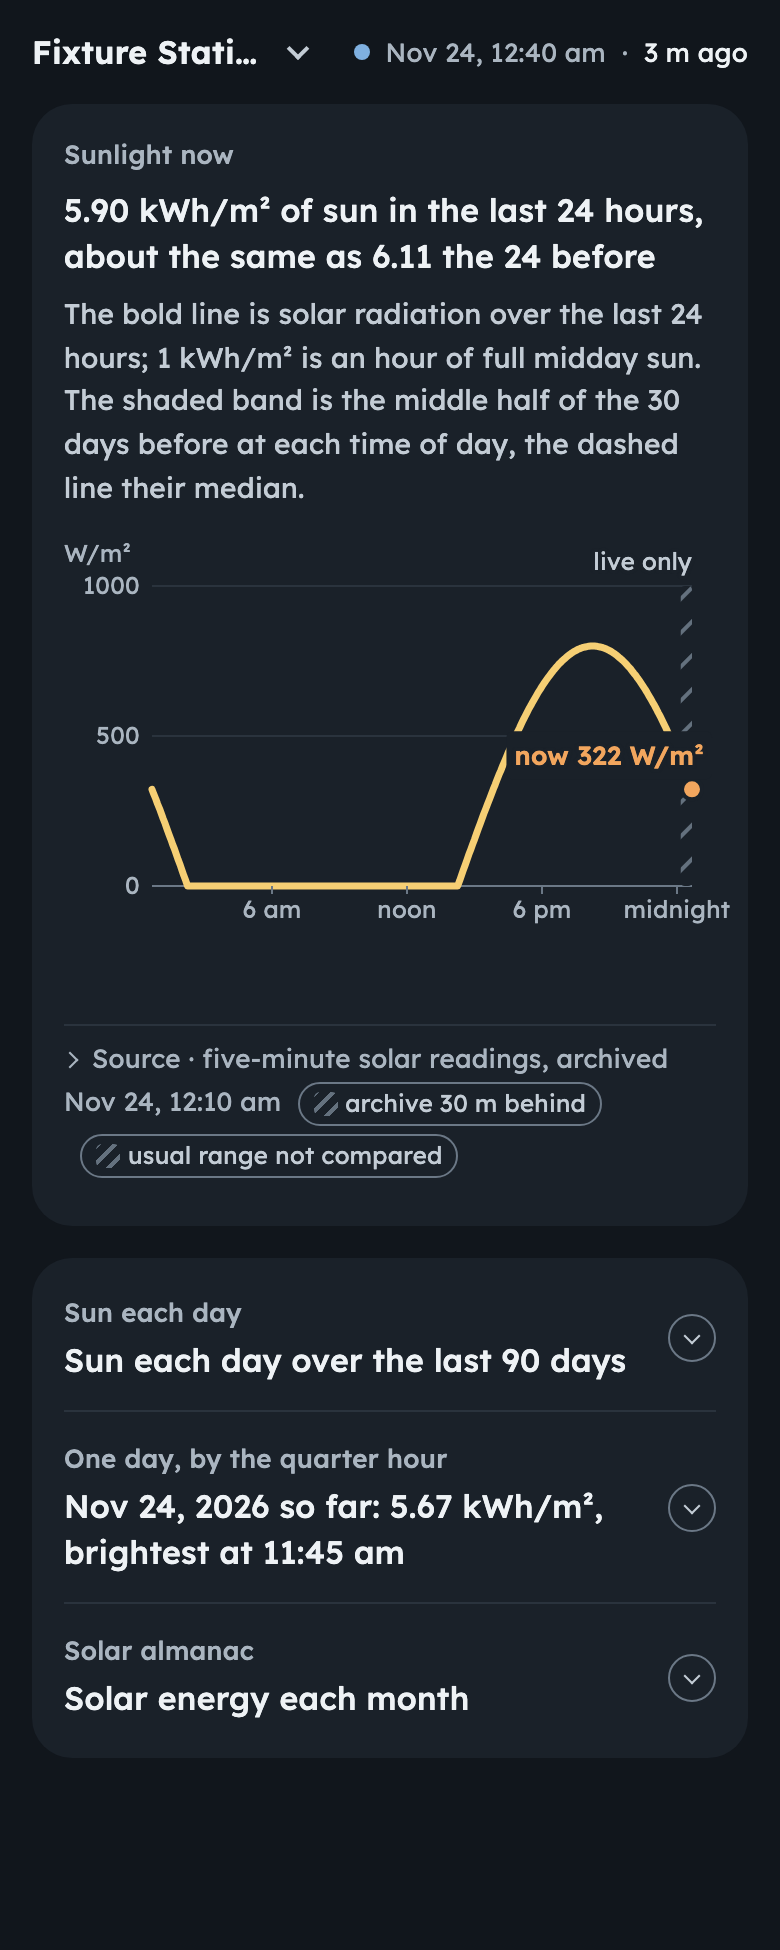 Fixture Stati...
Nov 24, 12:40 am · 3 m ago
Sunlight now
5.90 kWh/m² of sun in the last 24 hours,
about the same as 6.11 the 24 before
The bold line is solar radiation over the last 24
hours; 1 kWh/m² is an hour of full midday sun.
The shaded band is the middle half of the 30
days before at each time of day, the dashed
line their median.
W/m²
live only
1000
500
now 322 W/m²
0
6 am noon 6 pm midnight
Source · five-minute solar readings, archived
Nov 24, 12:10 am archive 30 m behind
usual range not compared
Sun each day
Sun each day over the last 90 days
One day, by the quarter hour
Nov 24, 2026 so far: 5.67 kWh/m²,
brightest at 11:45 am
Solar almanac
Solar energy each month